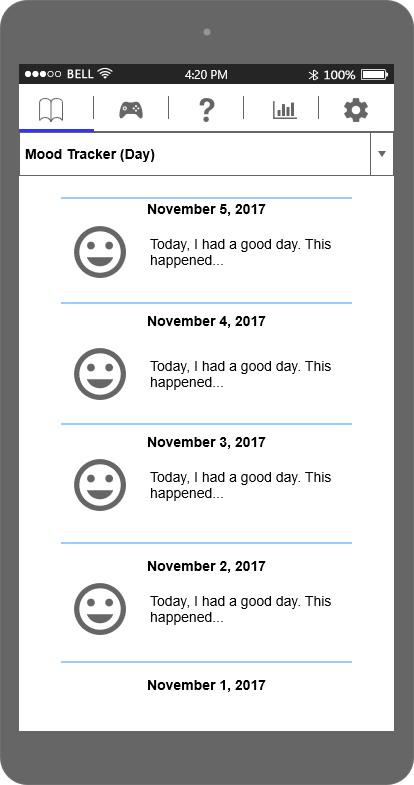 BELL 4:20 PM 100%
?
Mood Tracker (Day)
November 5, 2017
Today, I had a good day. This
happened...
November 4, 2017
Today, I had a good day. This
happened...
November 3, 2017
Today, I had a good day. This
happened...
November 2, 2017
Today, I had a good day. This
happened...
November 1, 2017